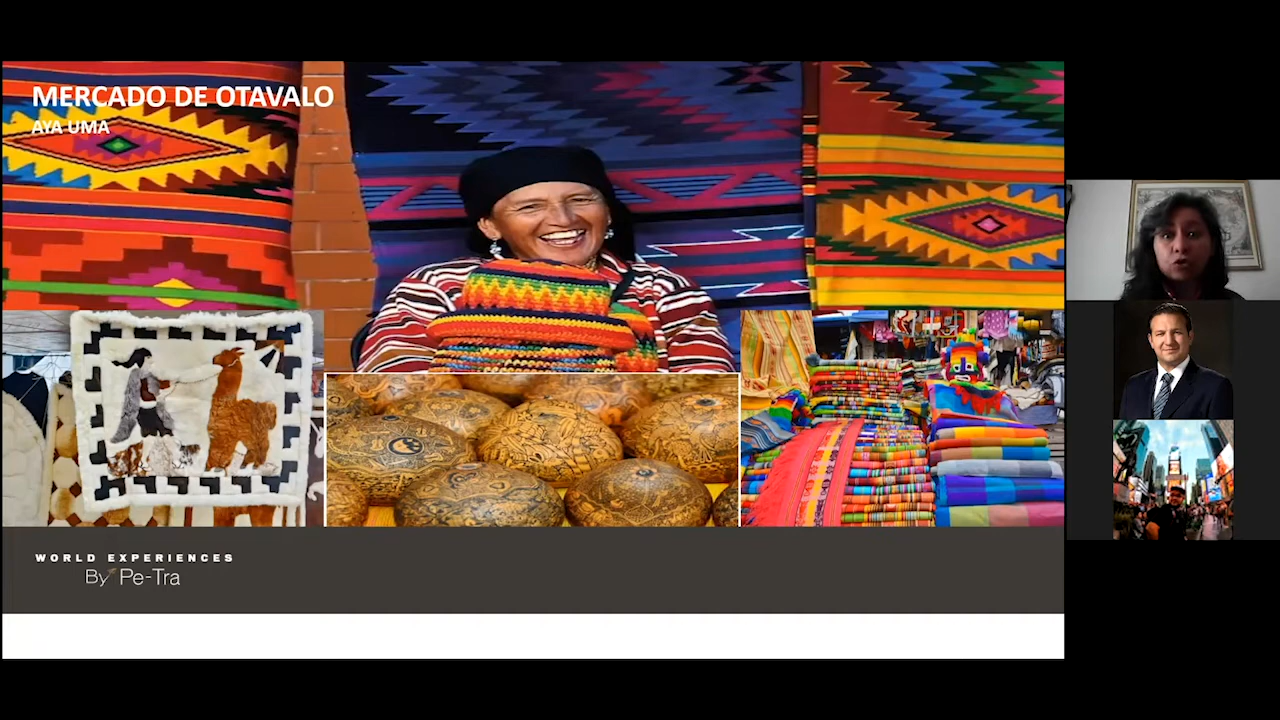 MERCADO DE OTAVALO
AYA UMA
WORLD EXPERIENCES
By Pe-Tra